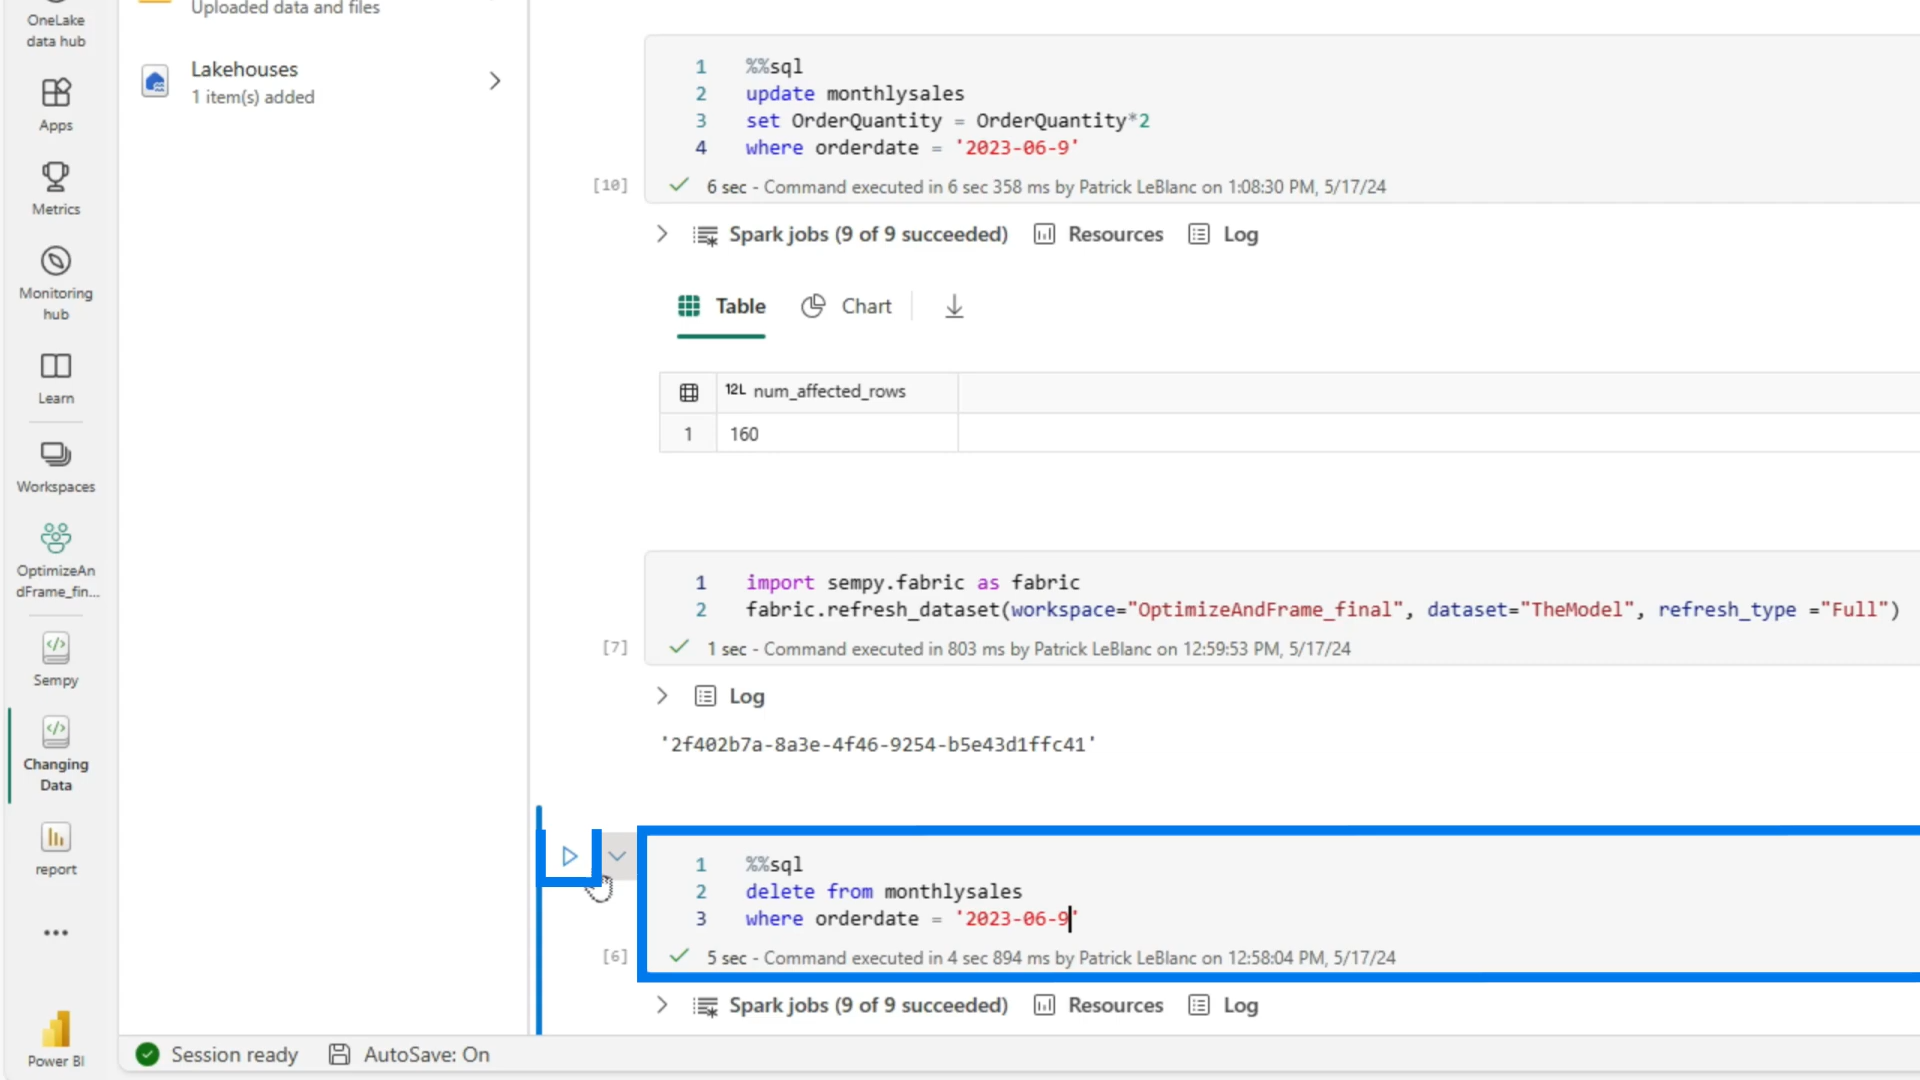 OneLake
data hub
Apps
Metrics
Monitoring
hub
Learn
Workspaces
OptimizeAn
dFrame_fin...
Sempy
Changing
Data
report
Power BI
Uploaded data and files
Lakehouses
1 item(s) added
1 %%sql
2 update monthlysales
3 set OrderQuantity = OrderQuantity*2
4 where orderdate = '2023-06-9'
[10] 6 sec - Command executed in 6 sec 358 ms by Patrick LeBlanc on 1:08:30 PM, 5/17/24
Spark jobs (9 of 9 succeeded) Resources Log
Table Chart
12L num_affected_rows
1 160
1 import sempy.fabric as fabric
2 fabric.refresh_dataset(workspace="OptimizeAndFrame_final", dataset="TheModel", refresh_type ="Full")
[7] 1 sec - Command executed in 803 ms by Patrick LeBlanc on 12:59:53 PM, 5/17/24
Log
'2f402b7a-8a3e-4f46-9254-b5e43d1ffc41'
1 %%sql
2 delete from monthlysales
3 where orderdate = '2023-06-9'
[6] 5 sec - Command executed in 4 sec 894 ms by Patrick LeBlanc on 12:58:04 PM, 5/17/24
Spark jobs (9 of 9 succeeded) Resources Log
Session ready AutoSave: On